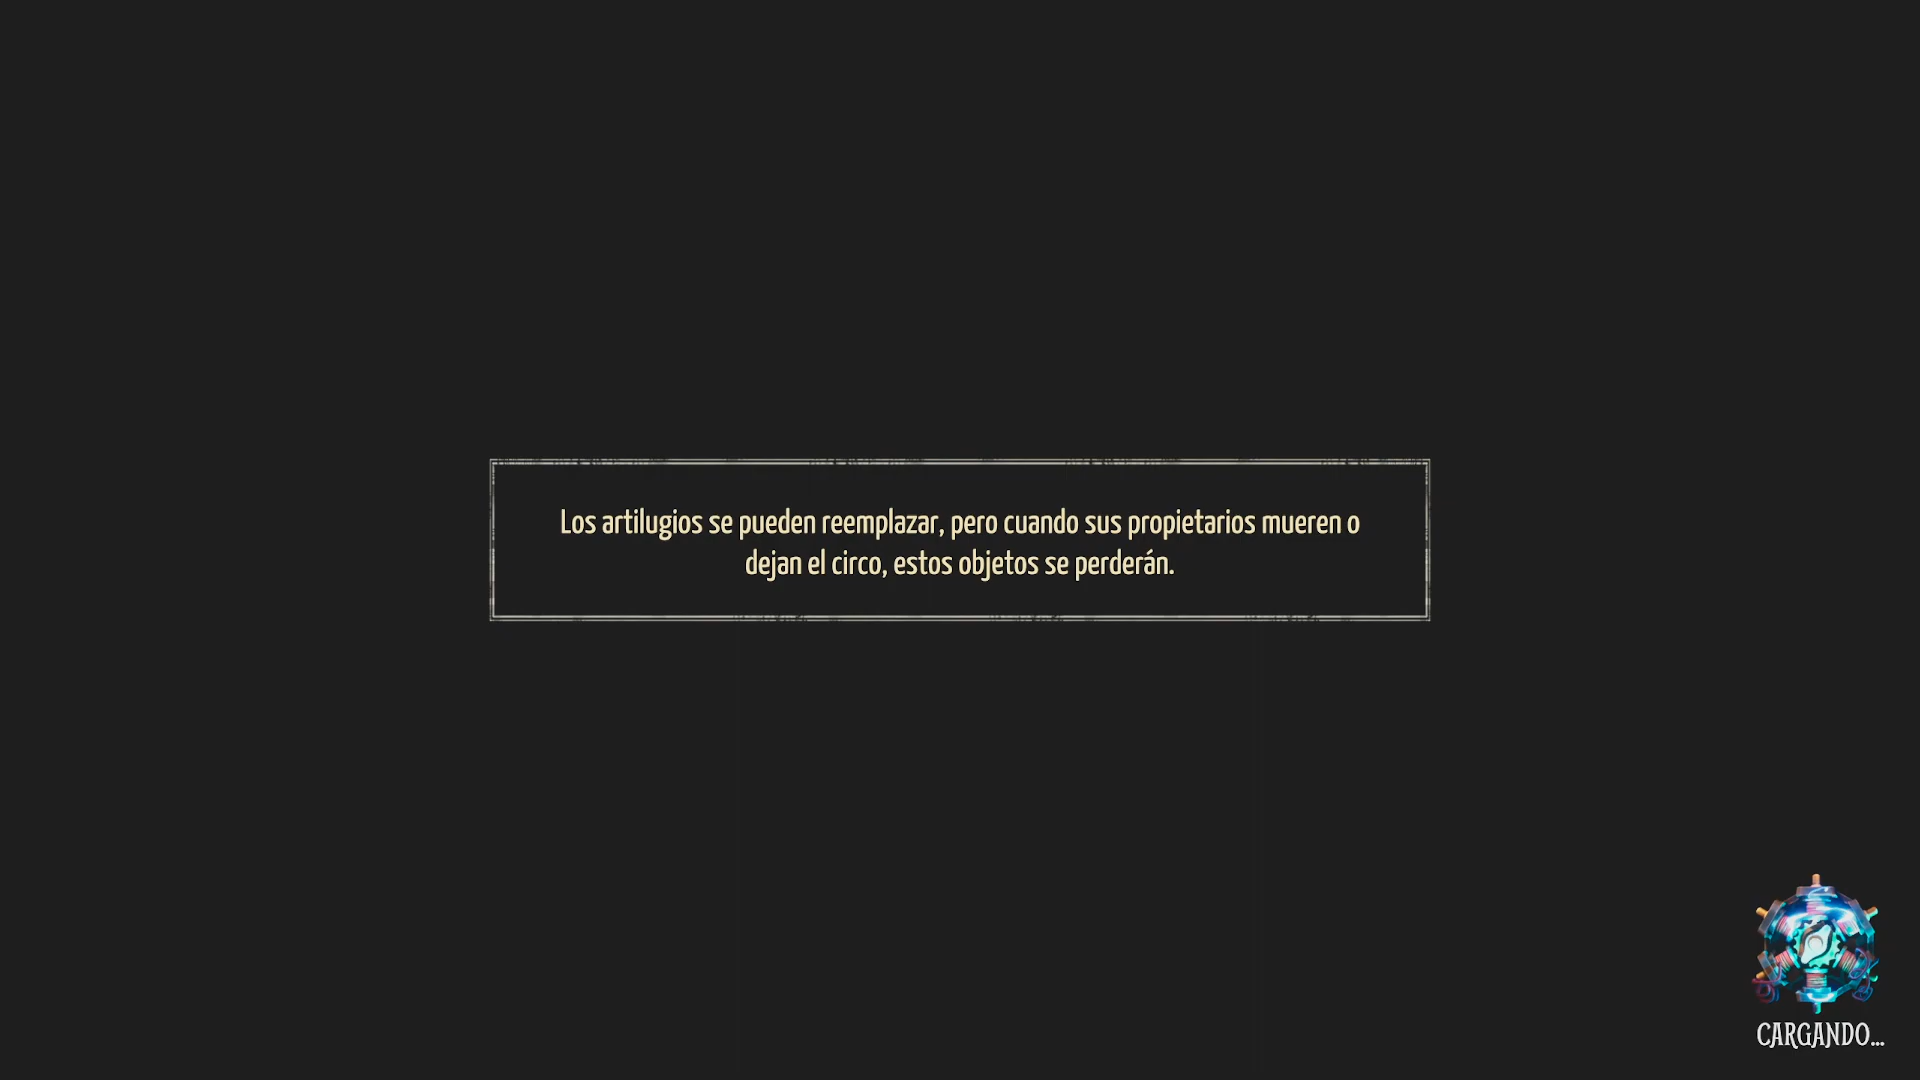 Los artilugios se pueden reemplazar, pero cuando sus propietarios mueren o
dejan el circo, estos objetos se perderán.
CARGANDO...